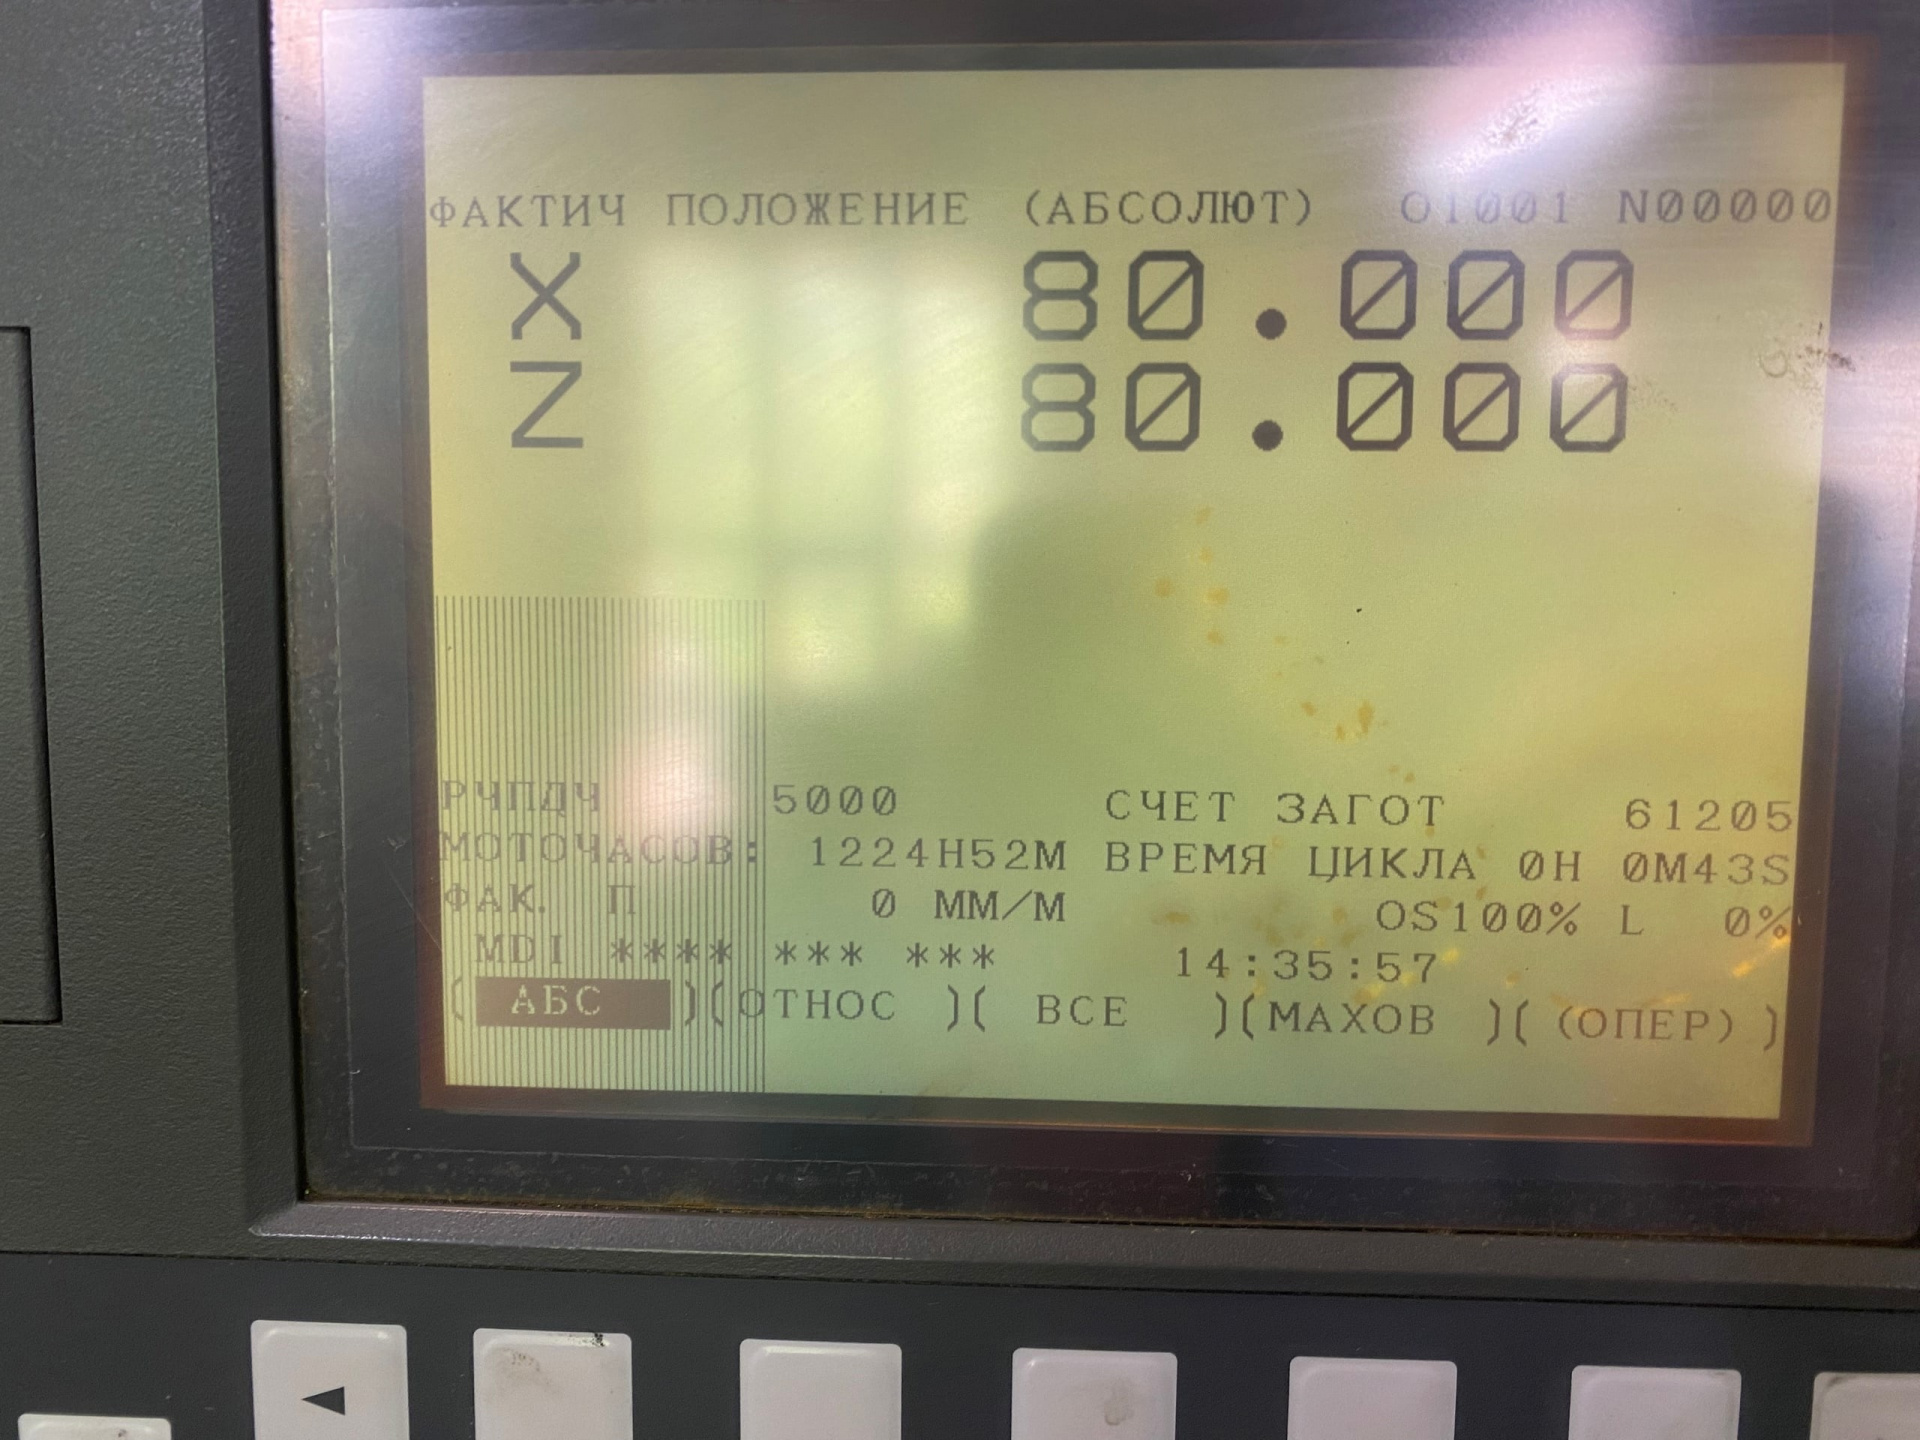 ФАКТИЧ ПОЛОЖЕНИЕ (АБСОЛЮТ) O1001 N00000
X 80.000
Z 80.000
РЧПДЧ 5000 СЧЕТ ЗАГОТ 61205
МОТОЧАСОВ: 1224H52M ВРЕМЯ ЦИКЛА 0H 0M43S
ФАК. П 0 ММ/М OS100% L 0%
MDI **** *** *** 14:35:57
( АБС )(ОТНОС )( ВСЕ )(МАХОВ )( (ОПЕР) )